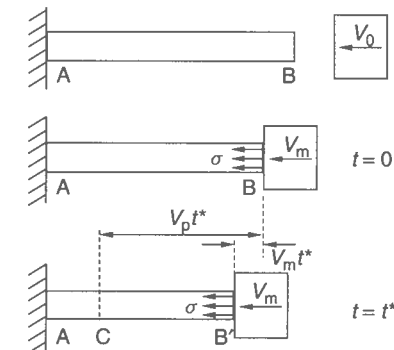 V₀
A B
σ Vₘ t = 0
A B
Vₚt*
Vₘt*
σ Vₘ t = t*
A C B′